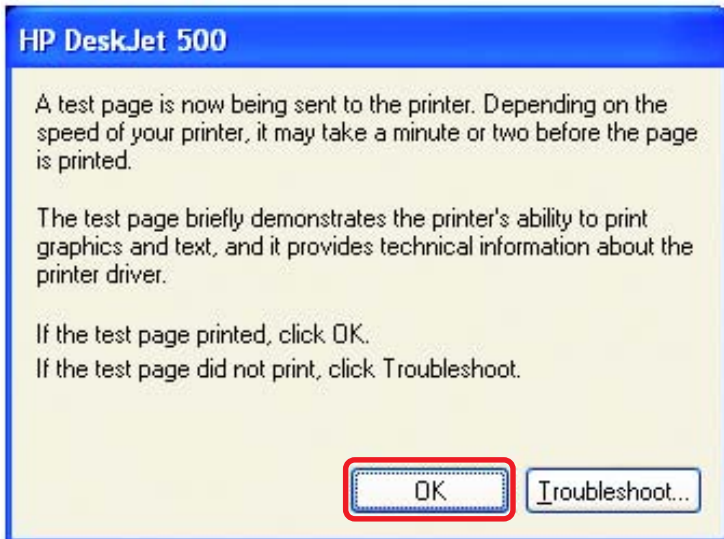 HP DeskJet 500
A test page is now being sent to the printer. Depending on the
speed of your printer, it may take a minute or two before the page
is printed.
The test page briefly demonstrates the printer's ability to print
graphics and text, and it provides technical information about the
printer driver.
If the test page printed, click OK.
If the test page did not print, click Troubleshoot.
OK
Troubleshoot...